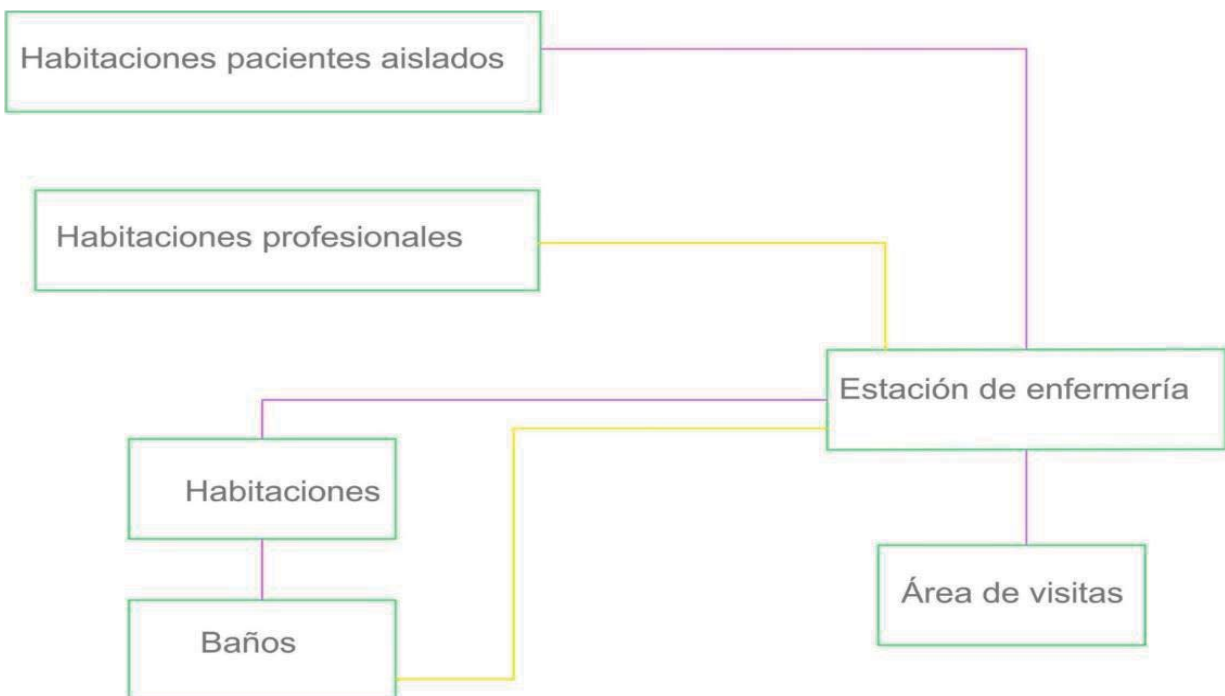 Habitaciones pacientes aislados
Habitaciones profesionales
Estación de enfermería
Habitaciones
Área de visitas
Baños